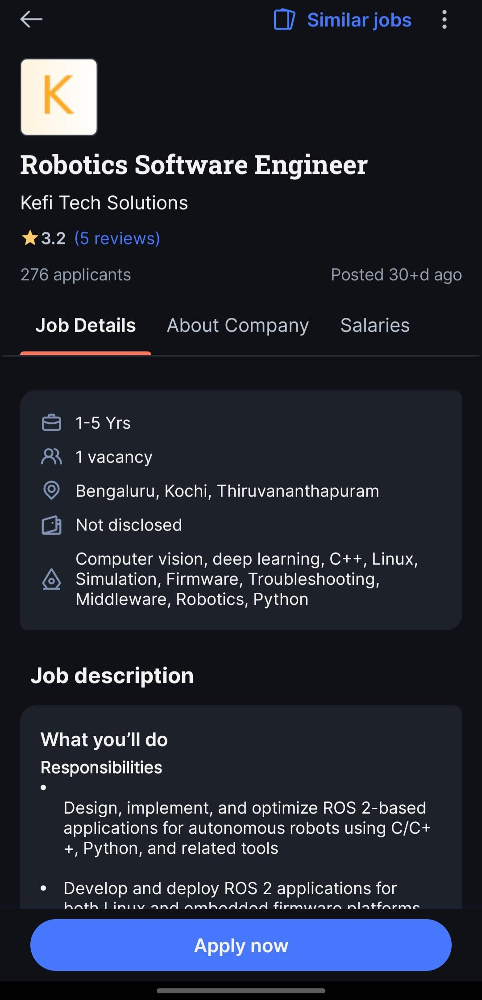 Similar jobs
K
Robotics Software Engineer
Kefi Tech Solutions
3.2 (5 reviews)
276 applicants Posted 30+d ago
Job Details About Company Salaries
1-5 Yrs
1 vacancy
Bengaluru, Kochi, Thiruvananthapuram
Not disclosed
Computer vision, deep learning, C++, Linux,
Simulation, Firmware, Troubleshooting,
Middleware, Robotics, Python
Job description
What you’ll do
Responsibilities
•
Design, implement, and optimize ROS 2-based
applications for autonomous robots using C/C+
+, Python, and related tools
• Develop and deploy ROS 2 applications for
both Linux and embedded firmware platforms
Apply now